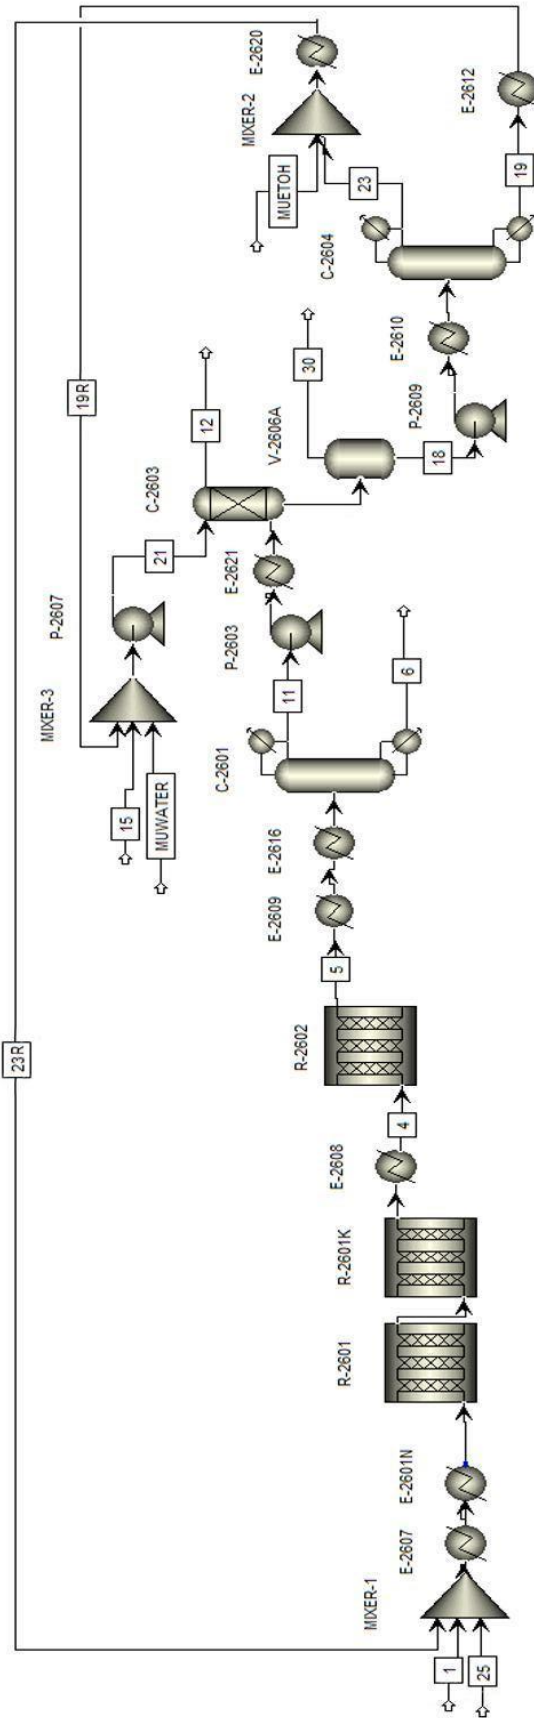 23R
19R
MIXER-1
1
25
E-2607
E-2601N
R-2601
R-2601K
E-2608
4
R-2602
5
E-2609
E-2616
C-2601
6
11
P-2603
E-2621
MIXER-3
15
MUWATER
P-2607
21
C-2603
12
V-2606A
30
18
P-2609
E-2610
C-2604
19
E-2612
23
MUETOH
MIXER-2
E-2620